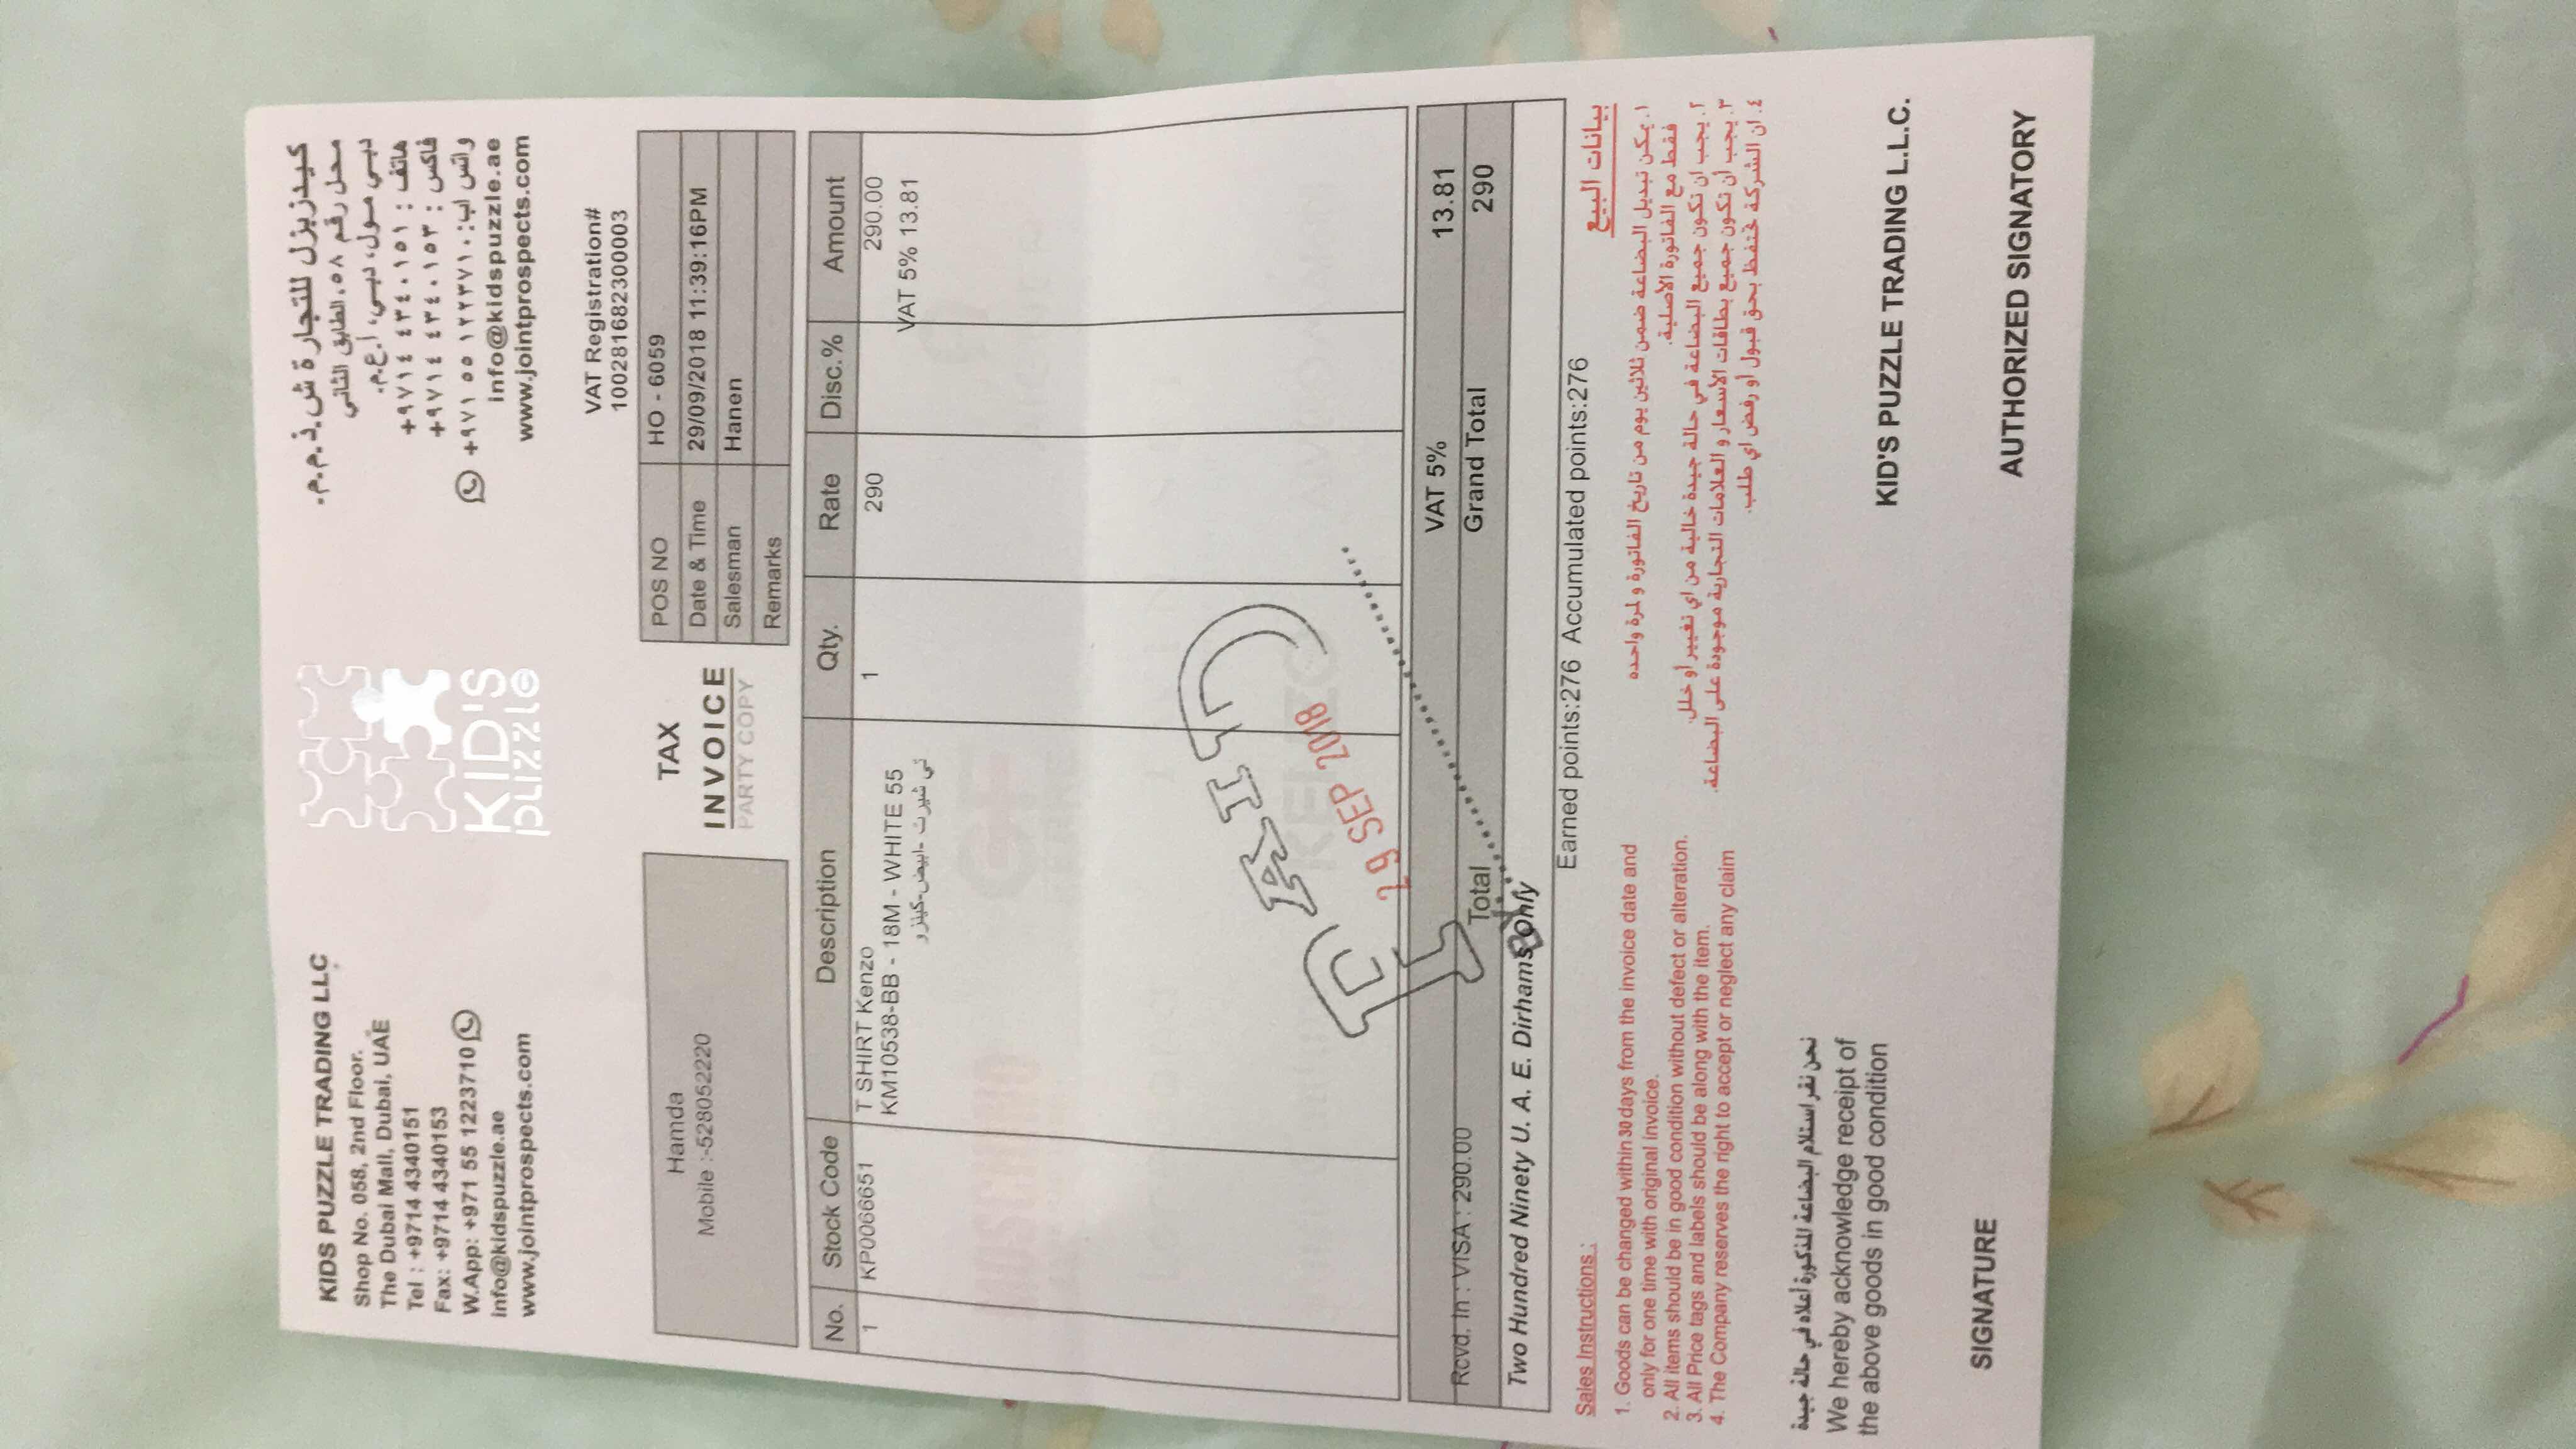 KIDS PUZZLE TRADING LLC
Shop No. 058, 2nd Floor.
The Dubai Mall, Dubai, UAE
Tel : +9714 4340151
Fax: +9714 4340153
W.App: +971 55 1223710
info@kidspuzzle.ae
www.jointprospects.com
KID'S
puzzle
كيدزبزل للتجارة ش.ذ.م.م.
محل رقم ٥٨، الطابق الثاني
دبي مول، دبي، أ.ع.م.
هاتف : ٤٣٤٠١٥١ ٩٧١٤+
فاكس : ٤٣٤٠١٥٣ ٩٧١٤+
واتس اب: ١٢٢٣٧١٠ ٥٥ ٩٧١+
info@kidspuzzle.ae
www.jointprospects.com
VAT Registration#
100281682300003
Hamda
Mobile :-528052220
TAX
INVOICE
PARTY COPY
POS NO HO - 6059
Date & Time 29/09/2018 11:39:16PM
Salesman Hanen
Remarks
No. Stock Code Description Qty. Rate Disc.% Amount
1 KP0066651 T SHIRT Kenzo 1 290 290.00
KM10538-BB - 18M - WHITE 55 VAT 5% 13.81
تي شيرت -ابيض-كينزو
PAID
29 SEP 2018
BY
VAT 5% 13.81
Rcvd. In : VISA : 290.00
Total Grand Total 290
Two Hundred Ninety U. A. E. Dirhams Only
Earned points:276 Accumulated points:276
Sales Instructions :
1. Goods can be changed within 30 days from the invoice date and
only for one time with original invoice.
2. All items should be in good condition without defect or alteration.
3. All Price tags and labels should be along with the item.
4. The Company reserves the right to accept or neglect any claim
بيانات البيع
١. يمكن تبديل البضاعة ضمن ثلاثين يوم من تاريخ الفاتورة و لمرة واحده
فقط مع الفاتورة الأصلية.
٢. يجب ان تكون جميع البضاعة في حالة جيدة خالية من اي تغيير أو خلل.
٣. يجب أن تكون جميع بطاقات الأسعار و العلامات التجارية موجودة على البضاعة.
٤. ان الشركة تحتفظ بحق قبول أو رفض اي طلب.
نحن نقر استلام البضاعة المذكورة أعلاه في حالة جيدة
We hereby acknowledge receipt of
the above goods in good condition
KID'S PUZZLE TRADING L.L.C.
SIGNATURE
AUTHORIZED SIGNATORY